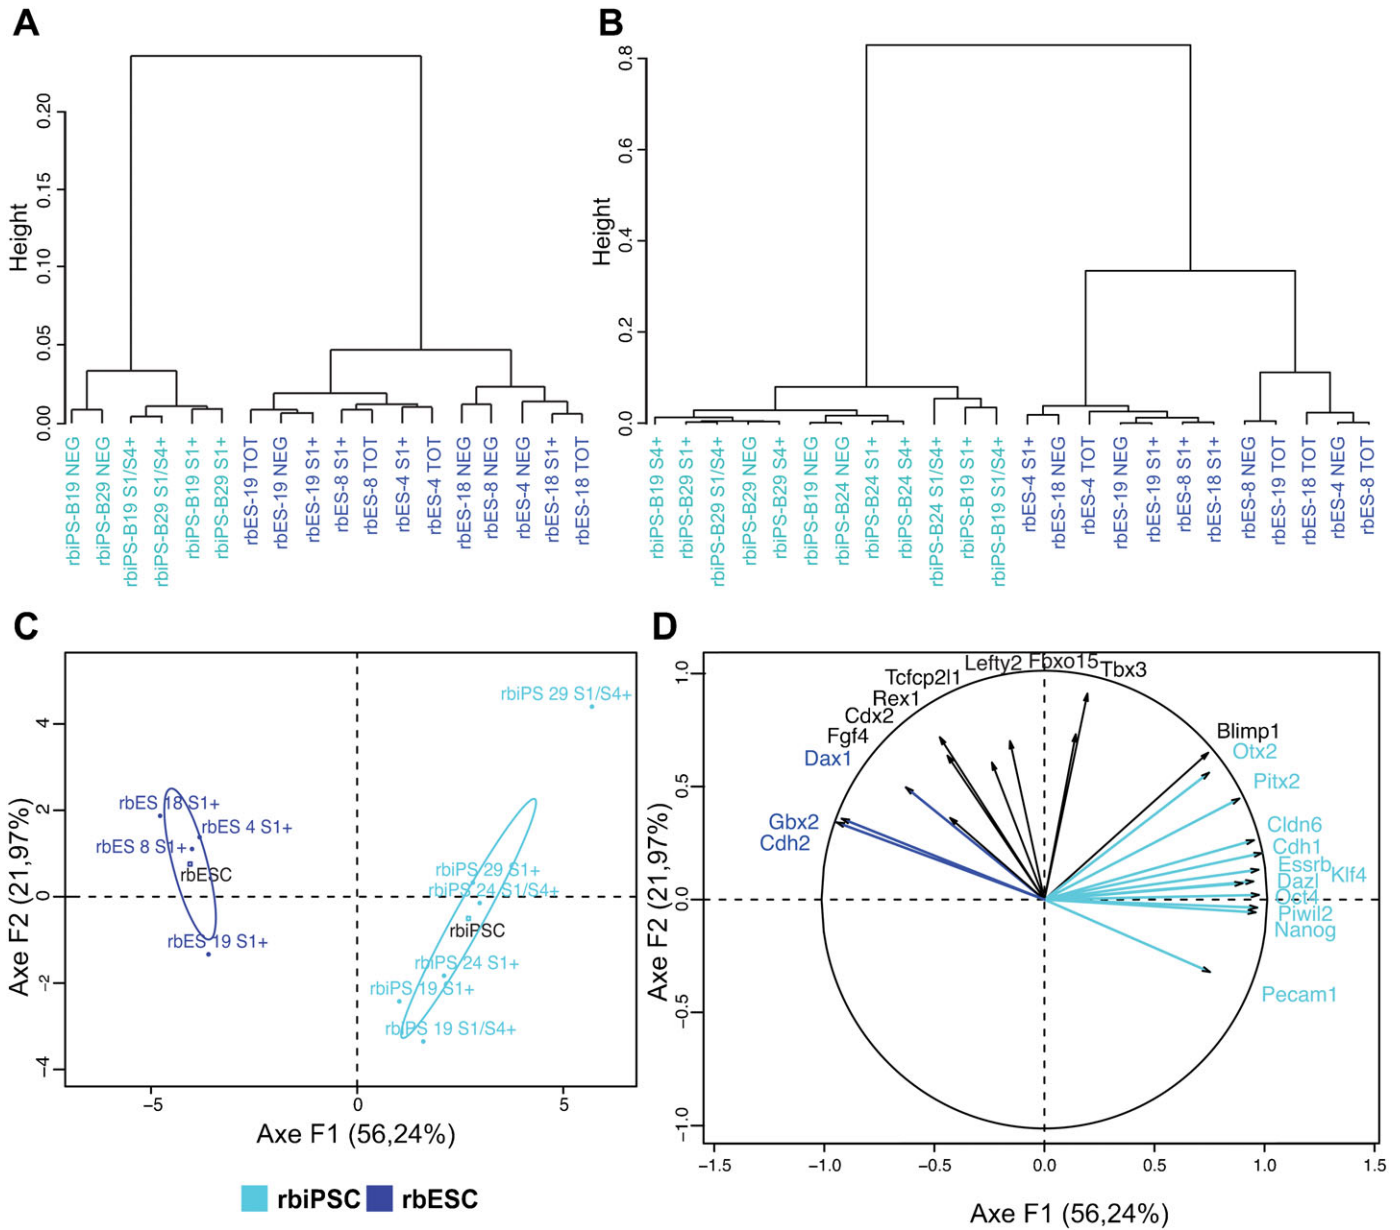 A
Height
0.20
0.15
0.10
0.05
0.00
rbiPS-B19 NEG
rbiPS-B29 NEG
rbiPS-B19 S1/S4+
rbiPS-B29 S1/S4+
rbiPS-B19 S1+
rbiPS-B29 S1+
rbES-19 TOT
rbES-19 NEG
rbES-19 S1+
rbES-8 S1+
rbES-8 TOT
rbES-4 S1+
rbES-4 TOT
rbES-18 NEG
rbES-8 NEG
rbES-4 NEG
rbES-18 S1+
rbES-18 TOT
B
Height
0.8
0.6
0.4
0.2
0.0
rbiPS-B19 S4+
rbiPS-B29 S1+
rbiPS-B29 S1/S4+
rbiPS-B29 NEG
rbiPS-B29 S4+
rbiPS-B19 NEG
rbiPS-B24 NEG
rbiPS-B24 S1+
rbiPS-B24 S4+
rbiPS-B24 S1/S4+
rbiPS-B19 S1+
rbiPS-B19 S1/S4+
rbES-4 S1+
rbES-18 NEG
rbES-4 TOT
rbES-19 NEG
rbES-19 S1+
rbES-8 S1+
rbES-18 S1+
rbES-8 NEG
rbES-19 TOT
rbES-18 TOT
rbES-4 NEG
rbES-8 TOT
C
Axe F2 (21,97%)
4
2
0
−2
−4
rbiPS 29 S1/S4+
rbES 18 S1+
rbES 4 S1+
rbES 8 S1+
rbESC
rbES 19 S1+
rbiPS 29 S1+
rbiPS 24 S1/S4+
rbiPSC
rbiPS 24 S1+
rbiPS 19 S1+
rbiPS 19 S1/S4+
−5
0
5
Axe F1 (56,24%)
rbiPSC
rbESC
D
Axe F2 (21,97%)
1.0
0.5
0.0
−0.5
−1.0
Lefty2
Fbxo15
Tbx3
Tcfcp2l1
Rex1
Cdx2
Fgf4
Dax1
Gbx2
Cdh2
Blimp1
Otx2
Pitx2
Cldn6
Cdh1
Essrb
Klf4
Dazl
Oct4
Piwil2
Nanog
Pecam1
−1.5
−1.0
−0.5
0.0
0.5
1.0
1.5
Axe F1 (56,24%)